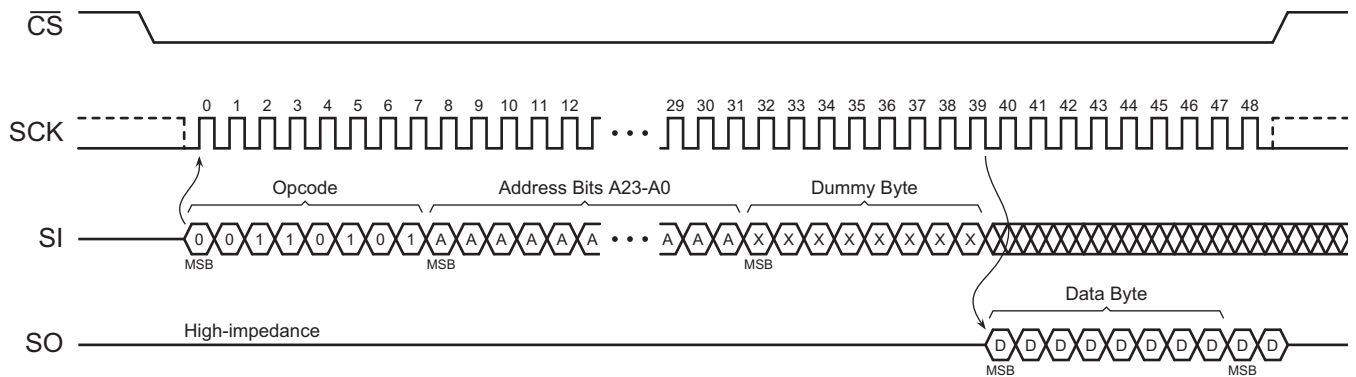 CS
0 1 2 3 4 5 6 7 8 9 10 11 12 29 30 31 32 33 34 35 36 37 38 39 40 41 42 43 44 45 46 47 48
SCK • • •
Opcode Address Bits A23-A0 Dummy Byte
SI 0 0 1 1 0 1 0 1 A A A A A A • • • A A A X X X X X X X X
MSB MSB MSB
Data Byte
High-impedance
SO D D D D D D D D D D
MSB MSB